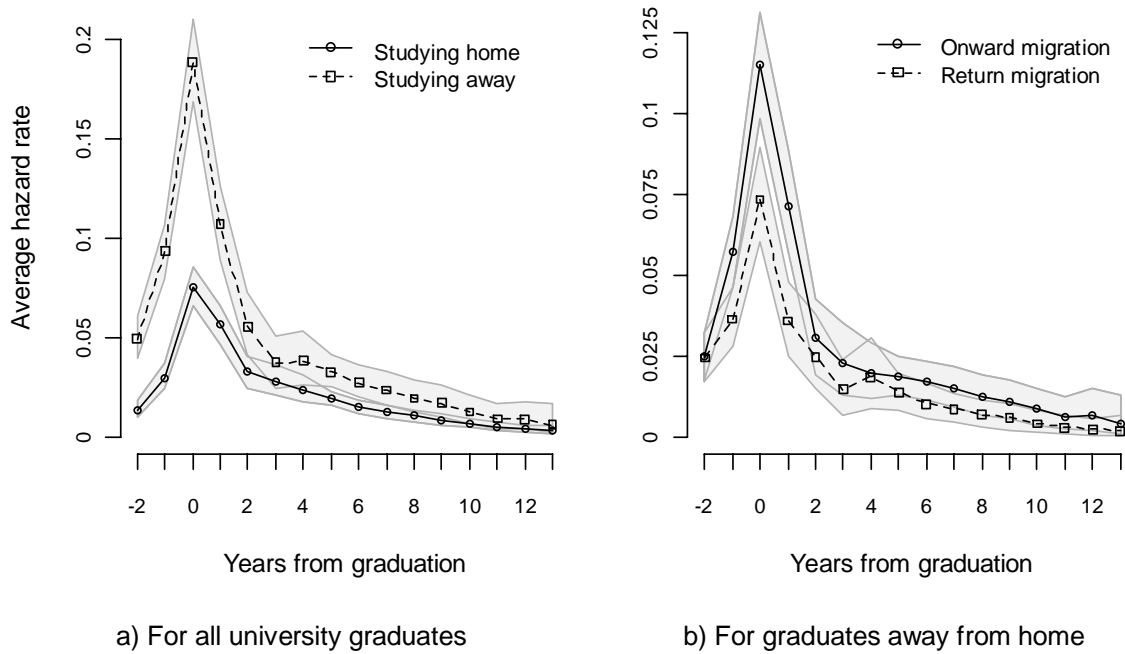 Average hazard rate
0.2
0.15
0.1
0.05
0
Studying home
Studying away
-2 0 2 4 6 8 10 12
Years from graduation
a) For all university graduates
0.125
0.1
0.075
0.05
0.025
0
Onward migration
Return migration
-2 0 2 4 6 8 10 12
Years from graduation
b) For graduates away from home